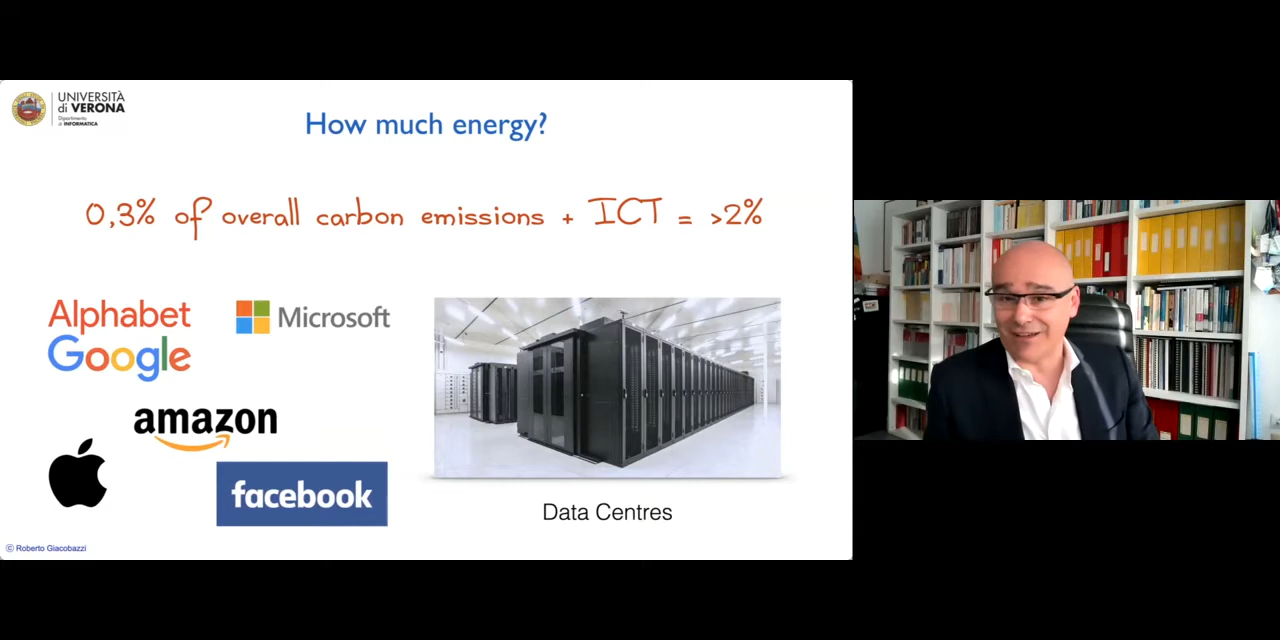 UNIVERSITÀ
di VERONA
Dipartimento
di INFORMATICA
How much energy?
0,3% of overall carbon emissions + ICT = >2%
Alphabet
Google
Microsoft
amazon
facebook
Data Centres
© Roberto Giacobazzi